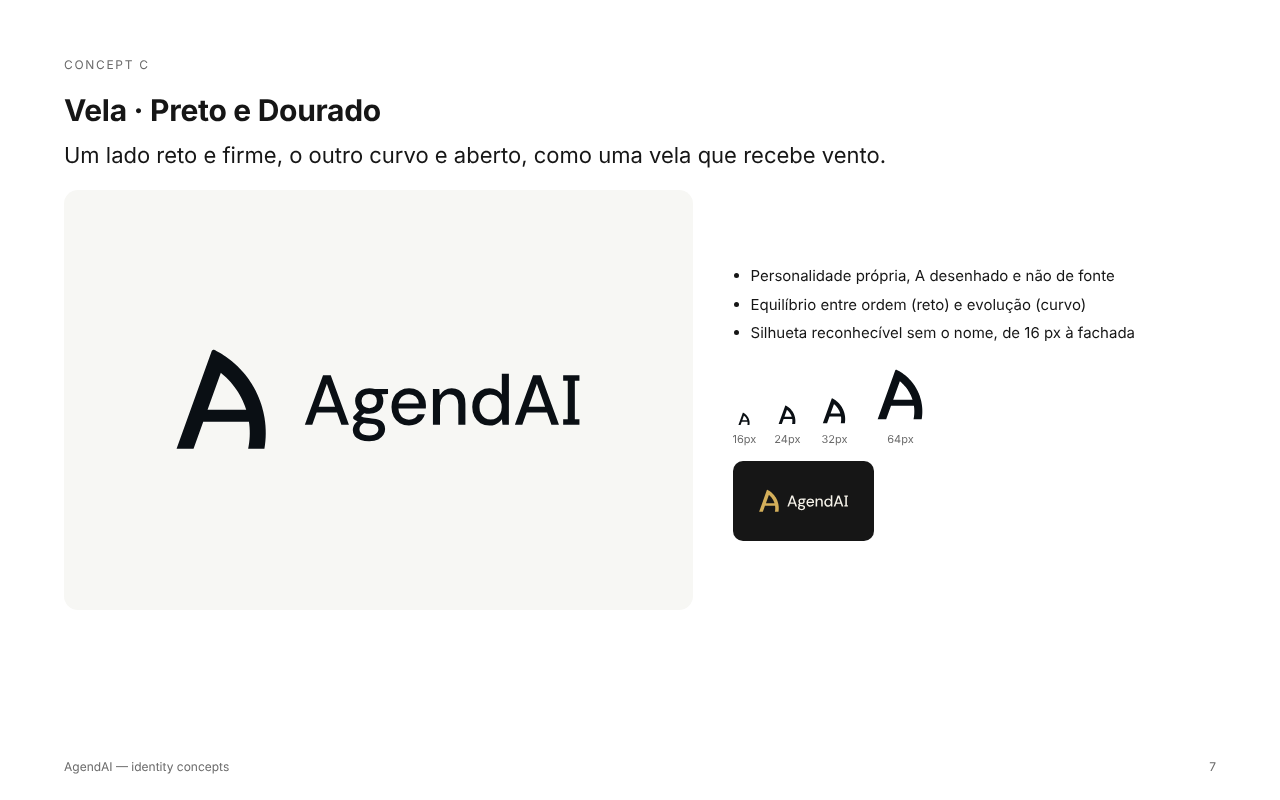 CONCEPT C
Vela · Preto e Dourado
Um lado reto e firme, o outro curvo e aberto, como uma vela que recebe vento.
AgendAI
• Personalidade própria, A desenhado e não de fonte
• Equilíbrio entre ordem (reto) e evolução (curvo)
• Silhueta reconhecível sem o nome, de 16 px à fachada
16px 24px 32px 64px
AgendAI
AgendAI — identity concepts 7